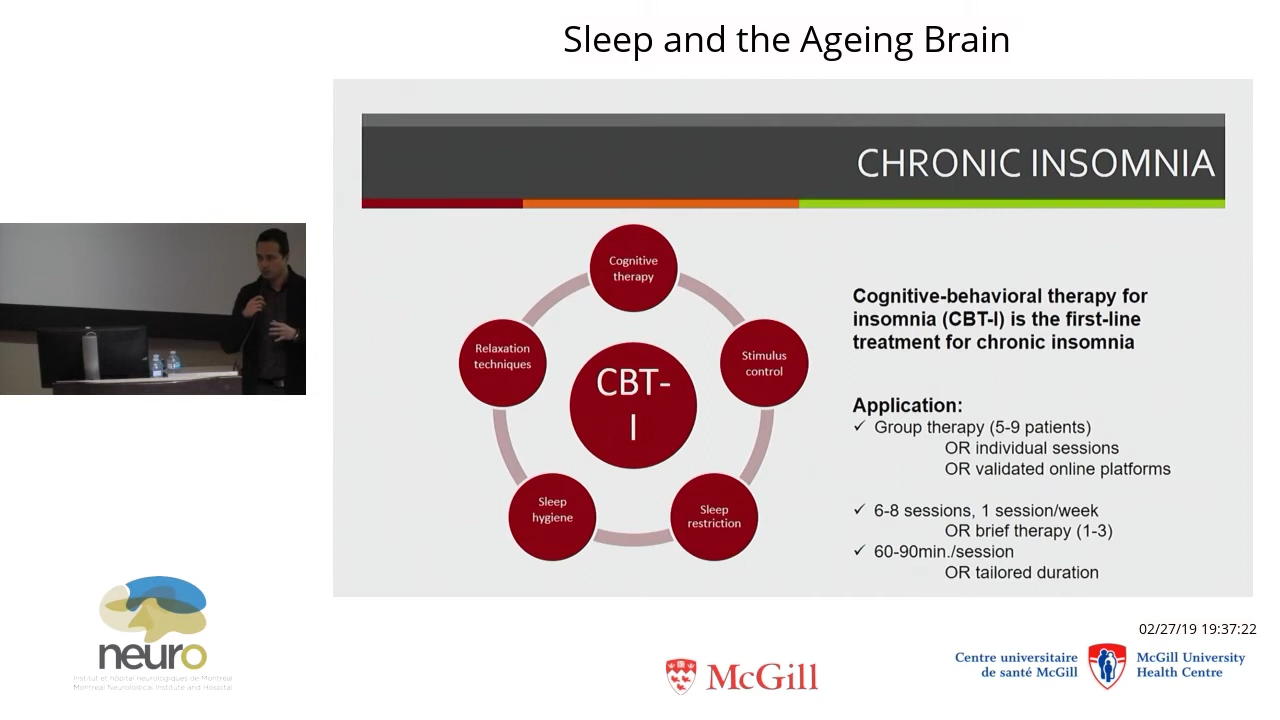 Sleep and the Ageing Brain
CHRONIC INSOMNIA
Cognitive
therapy
Relaxation
techniques
Stimulus
control
CBT-
I
Sleep
hygiene
Sleep
restriction
Cognitive-behavioral therapy for
insomnia (CBT-I) is the first-line
treatment for chronic insomnia
Application:
✓ Group therapy (5-9 patients)
OR individual sessions
OR validated online platforms
✓ 6-8 sessions, 1 session/week
OR brief therapy (1-3)
✓ 60-90min./session
OR tailored duration
02/27/19 19:37:22
neuro
Institut et hôpital neurologiques de Montréal
Montreal Neurological Institute and Hospital
McGill
Centre universitaire
de santé McGill
McGill University
Health Centre